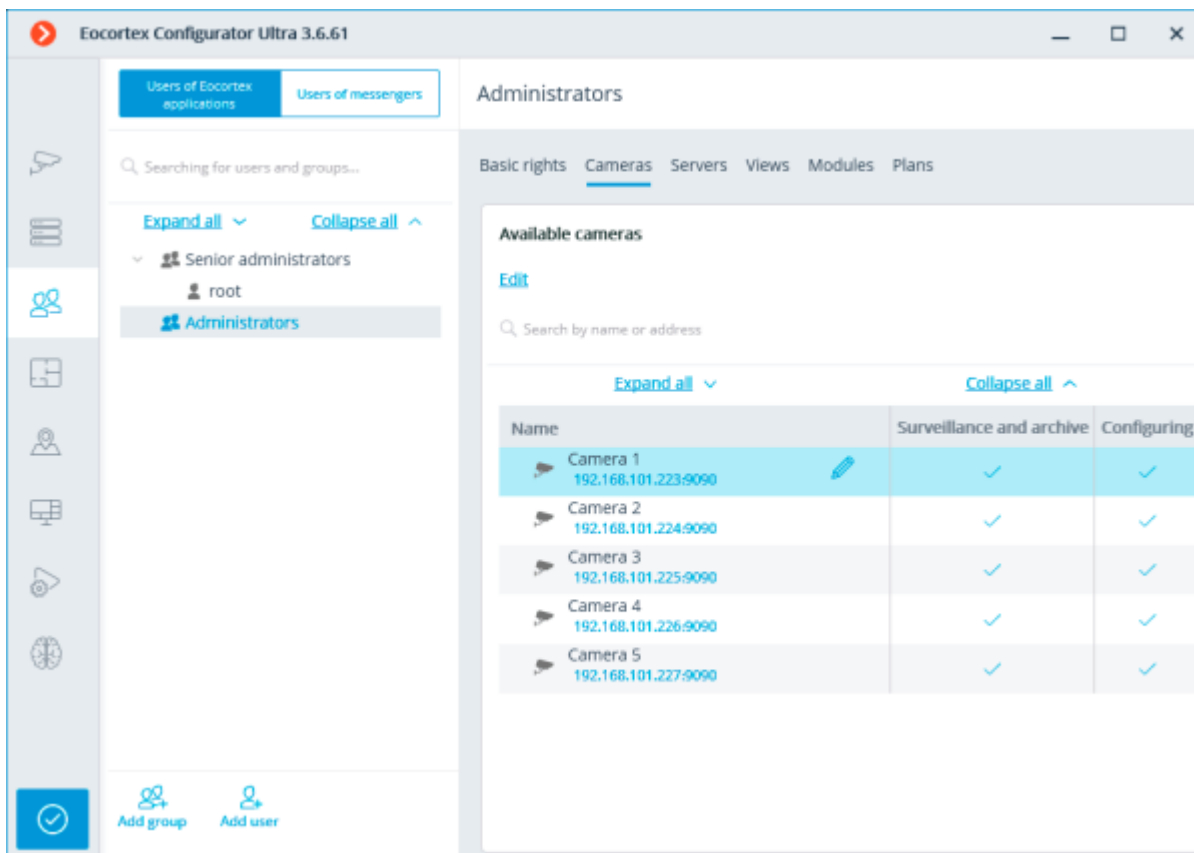 Eocortex Configurator Ultra 3.6.61
Users of Eocortex
applications
Users of messengers
Searching for users and groups...
Expand all
Collapse all
Senior administrators
root
Administrators
Add group
Add user
Administrators
Basic rights Cameras Servers Views Modules Plans
Available cameras
Edit
Search by name or address
Expand all
Collapse all
Name Surveillance and archive Configuring
Camera 1
192.168.101.223:9090
Camera 2
192.168.101.224:9090
Camera 3
192.168.101.225:9090
Camera 4
192.168.101.226:9090
Camera 5
192.168.101.227:9090